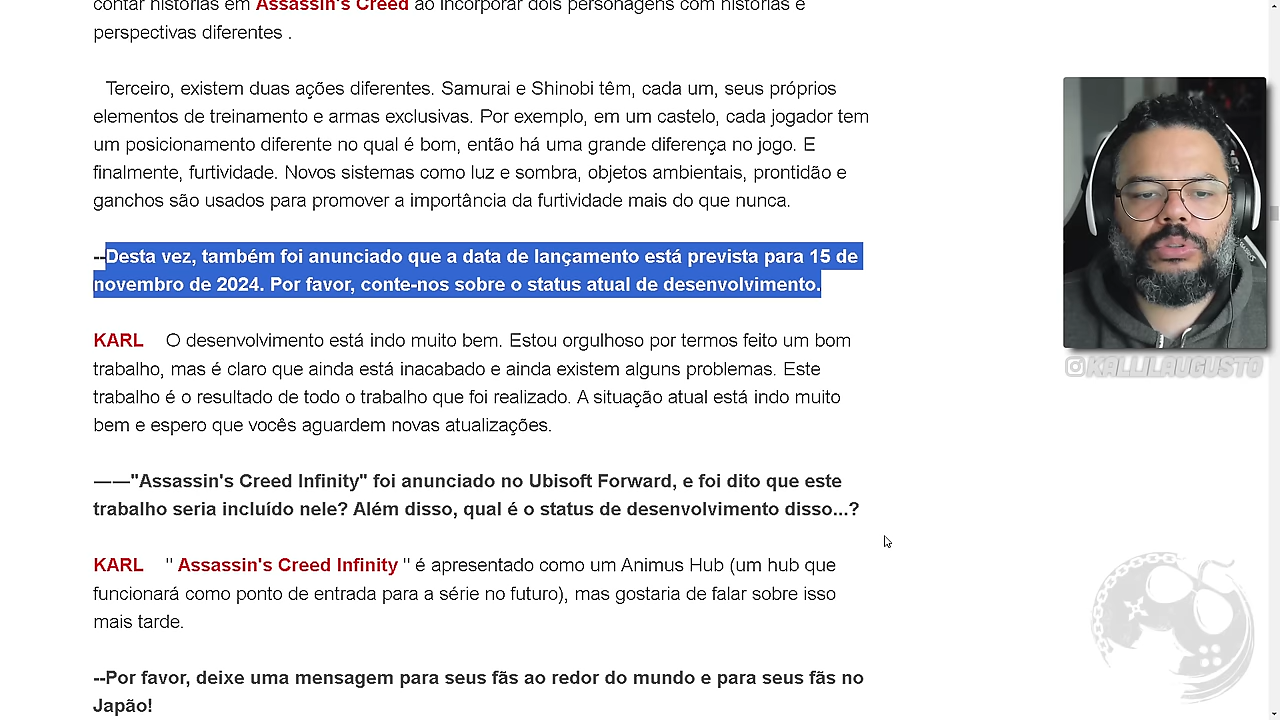 contar histórias em Assassin's Creed ao incorporar dois personagens com histórias e
perspectivas diferentes .
Terceiro, existem duas ações diferentes. Samurai e Shinobi têm, cada um, seus próprios
elementos de treinamento e armas exclusivas. Por exemplo, em um castelo, cada jogador tem
um posicionamento diferente no qual é bom, então há uma grande diferença no jogo. E
finalmente, furtividade. Novos sistemas como luz e sombra, objetos ambientais, prontidão e
ganchos são usados para promover a importância da furtividade mais do que nunca.
--Desta vez, também foi anunciado que a data de lançamento está prevista para 15 de
novembro de 2024. Por favor, conte-nos sobre o status atual de desenvolvimento.
KARL O desenvolvimento está indo muito bem. Estou orgulhoso por termos feito um bom
trabalho, mas é claro que ainda está inacabado e ainda existem alguns problemas. Este
trabalho é o resultado de todo o trabalho que foi realizado. A situação atual está indo muito
bem e espero que vocês aguardem novas atualizações.
——"Assassin's Creed Infinity" foi anunciado no Ubisoft Forward, e foi dito que este
trabalho seria incluído nele? Além disso, qual é o status de desenvolvimento disso...?
KARL " Assassin's Creed Infinity " é apresentado como um Animus Hub (um hub que
funcionará como ponto de entrada para a série no futuro), mas gostaria de falar sobre isso
mais tarde.
--Por favor, deixe uma mensagem para seus fãs ao redor do mundo e para seus fãs no
Japão!
KALLILAUGUSTO